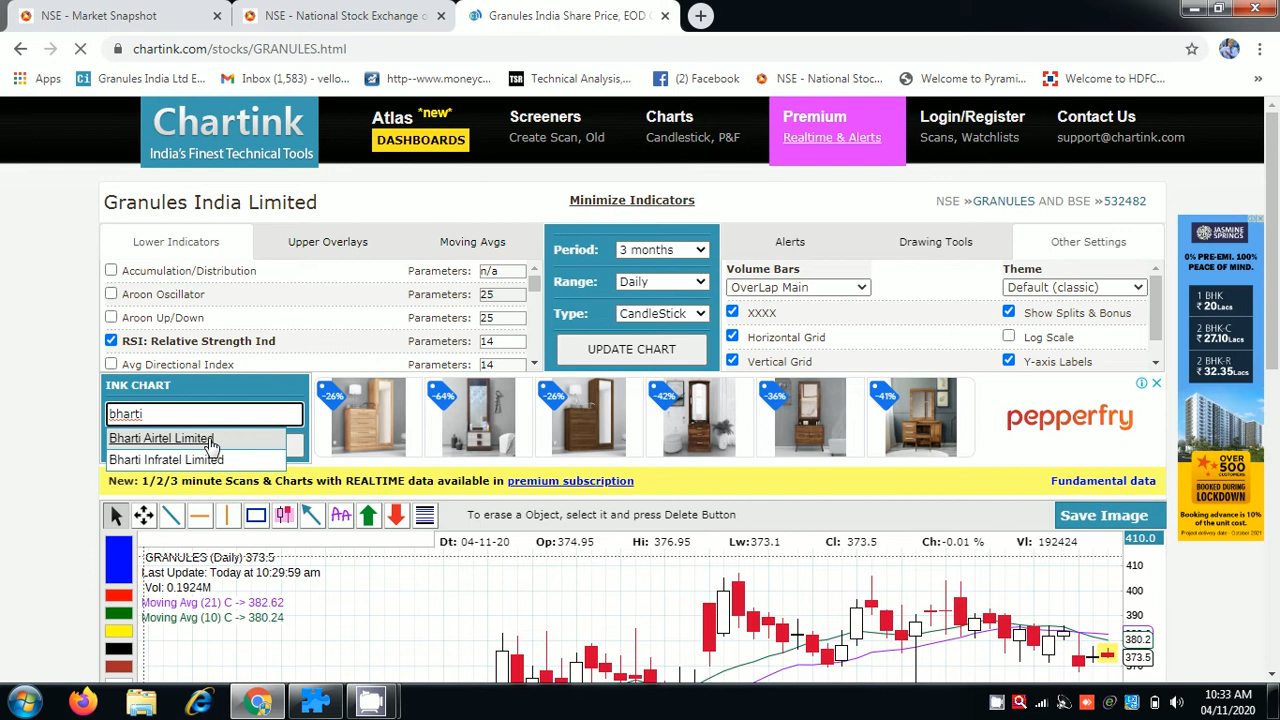 NSE - Market Snapshot
NSE - National Stock Exchange o
Granules India Share Price, EOD
chartink.com/stocks/GRANULES.html
Apps
Granules India Ltd E...
Inbox (1,583) - vello...
http--www.moneyc...
TSR
Technical Analysis,...
(2) Facebook
NSE - National Stoc...
Welcome to Pyrami...
Welcome to HDFC...
Chartink
India's Finest Technical Tools
Atlas *new*
DASHBOARDS
Screeners
Create Scan, Old
Charts
Candlestick, P&F
Premium
Realtime & Alerts
Login/Register
Scans, Watchlists
Contact Us
support@chartink.com
Granules India Limited
Minimize Indicators
NSE »GRANULES AND BSE »532482
Lower Indicators
Upper Overlays
Moving Avgs
Alerts
Drawing Tools
Other Settings
Accumulation/Distribution Parameters: n/a
Aroon Oscillator Parameters: 25
Aroon Up/Down Parameters: 25
RSI: Relative Strength Ind Parameters: 14
Avg Directional Index Parameters: 14
Period: 3 months
Range: Daily
Type: CandleStick
UPDATE CHART
Volume Bars
OverLap Main
XXXX
Horizontal Grid
Vertical Grid
Theme
Default (classic)
Show Splits & Bonus
Log Scale
Y-axis Labels
INK CHART
bharti
Bharti Airtel Limited
Bharti Infratel Limited
-26%
-64%
-26%
-42%
-36%
-41%
pepperfry
New: 1/2/3 minute Scans & Charts with REALTIME data available in premium subscription
Fundamental data
To erase a Object, select it and press Delete Button
Save Image
Dt: 04-11-20 Op:374.95 Hi: 376.95 Lw:373.1 Cl: 373.5 Ch:-0.01 % Vl: 192424
410.0
GRANULES (Daily) 373.5
Last Update: Today at 10:29:59 am
Vol: 0.1924M
Moving Avg (21) C -> 382.62
Moving Avg (10) C -> 380.24
410
400
390
380.2
373.5
JASMINE SPRINGS
0% PRE-EMI. 100% PEACE OF MIND.
1 BHK
₹ 20 Lacs
2 BHK-C
₹ 27.10 Lacs
2 BHK-R
₹ 32.35 Lacs
OVER 500 CUSTOMERS
BOOKED DURING LOCKDOWN
Booking advance is 10% of the unit cost.
10:33 AM
04/11/2020